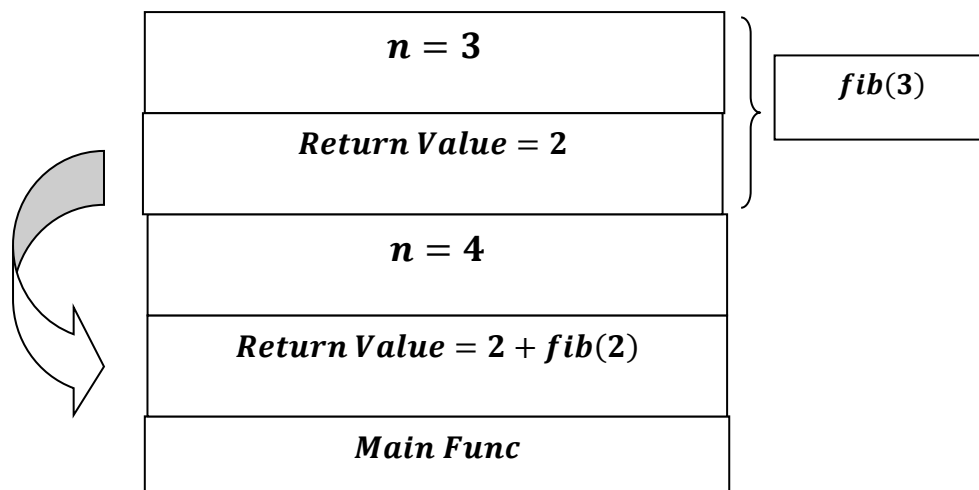 n = 3
fib(3)
Return Value = 2
n = 4
Return Value = 2 + fib(2)
Main Func